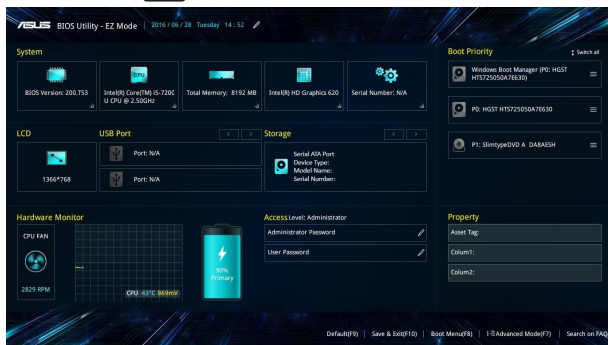 ASUS BIOS Utility - EZ Mode 2016 / 06 / 28 Tuesday 14 : 52
System
BIOS Version: 200.T53
Intel(R) Core(TM) i5-7200
U CPU @ 2.50GHz
Total Memory: 8192 MB
Intel(R) HD Graphics 620
Serial Number: N/A
Boot Priority
Switch all
Windows Boot Manager (P0: HGST
HTS725050A7E630)
P0: HGST HTS725050A7E630
P1: SlimtypeDVD A DA8AESH
LCD
1366*768
USB Port
Port: N/A
Port: N/A
Storage
Serial ATA Port
Device Type:
Model Name:
Serial Number:
Hardware Monitor
CPU FAN
2829 RPM
CPU 43°C 869mV
90%
Primary
Access Level: Administrator
Administrator Password
User Password
Property
Asset Tag:
Colum1:
Colum2:
Default(F9) Save & Exit(F10) Boot Menu(F8) Advanced Mode(F7) Search on FAQ